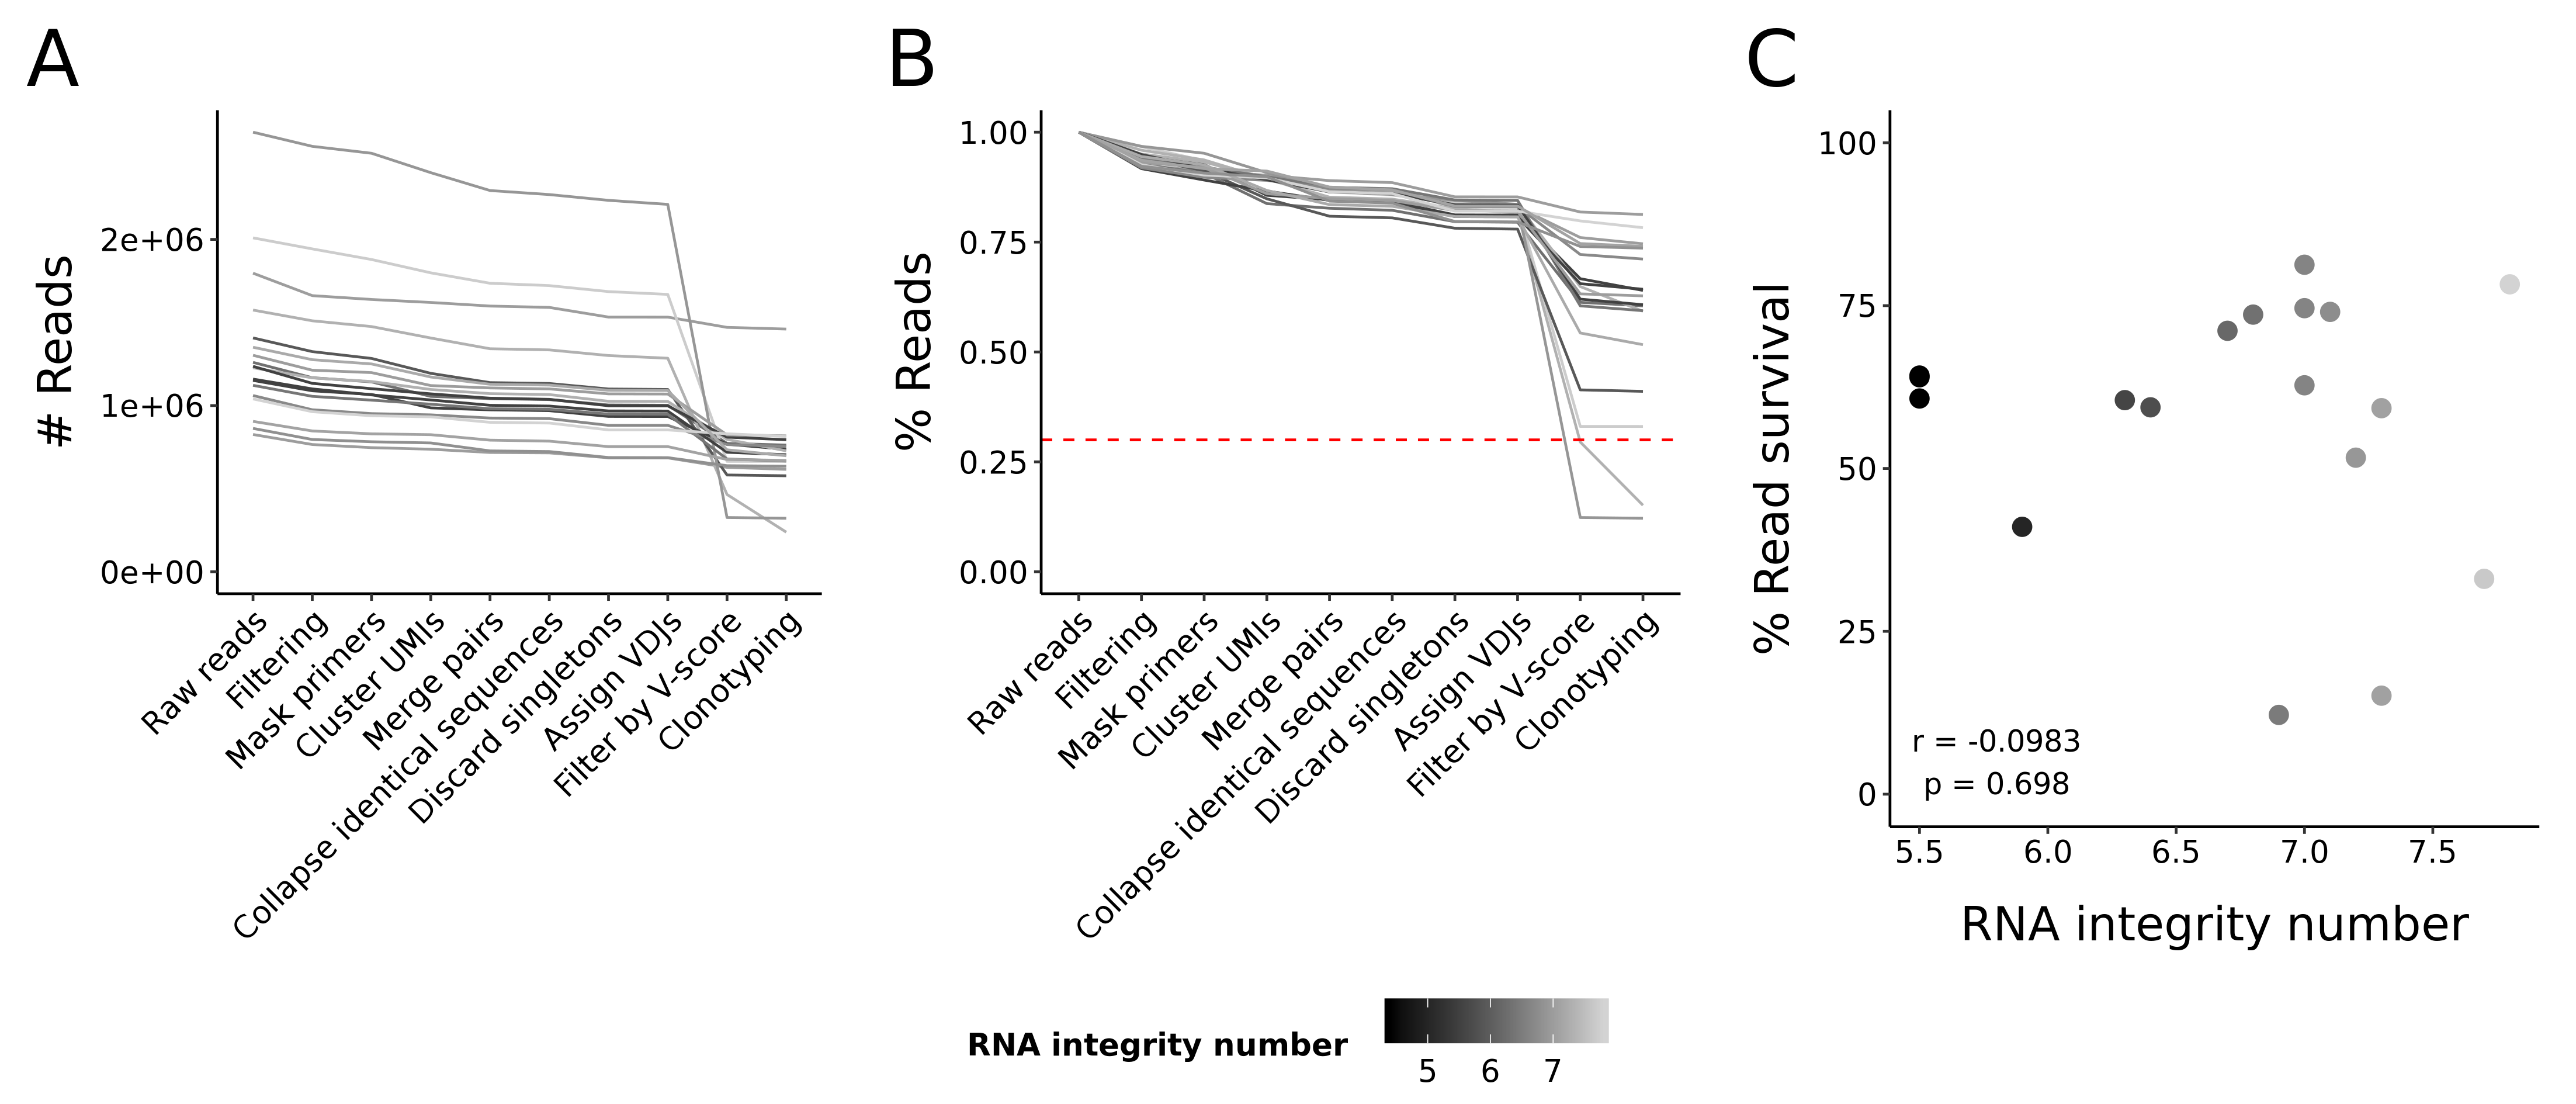 A
# Reads
2e+06
1e+06
0e+00
Raw reads
Filtering
Mask primers
Cluster UMIs
Merge pairs
Collapse identical sequences
Discard singletons
Assign VDJs
Filter by V-score
Clonotyping
B
% Reads
1.00
0.75
0.50
0.25
0.00
Raw reads
Filtering
Mask primers
Cluster UMIs
Merge pairs
Collapse identical sequences
Discard singletons
Assign VDJs
Filter by V-score
Clonotyping
C
% Read survival
100
75
50
25
0
r = -0.0983
p = 0.698
5.5 6.0 6.5 7.0 7.5
RNA integrity number
RNA integrity number
5 6 7